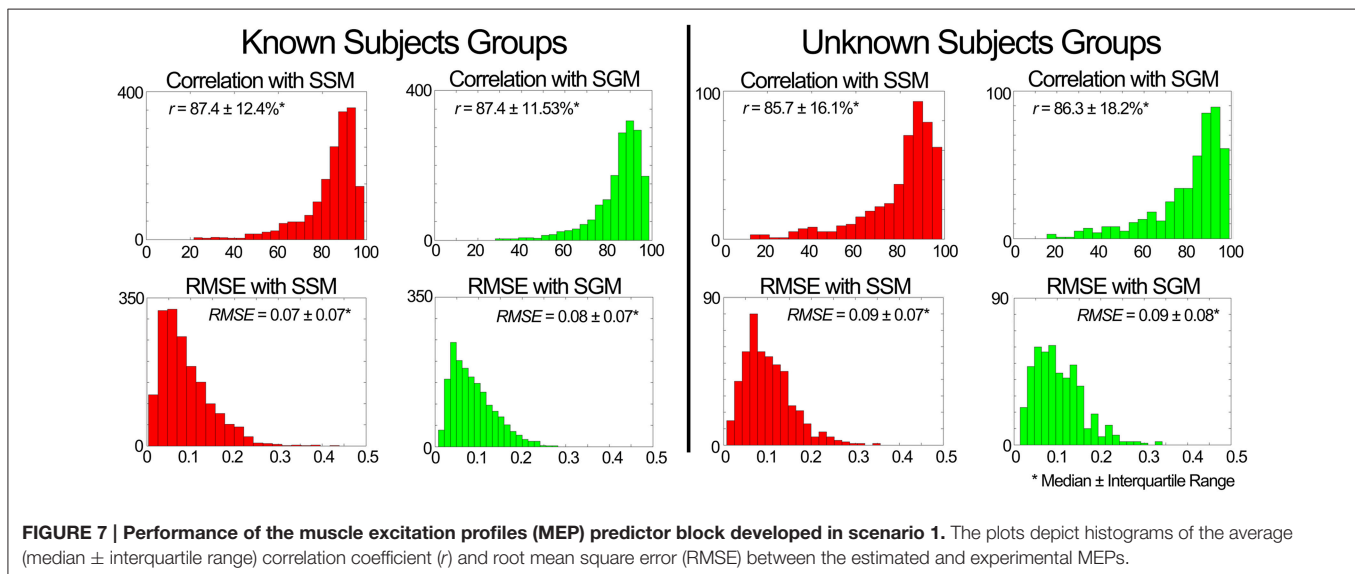 Known Subjects Groups
Correlation with SSM
400
r = 87.4 ± 12.4%*
0
0 20 40 60 80 100
Correlation with SGM
400
r = 87.4 ± 11.53%*
0
0 20 40 60 80 100
RMSE with SSM
350
RMSE = 0.07 ± 0.07*
0
0 0.1 0.2 0.3 0.4 0.5
RMSE with SGM
350
RMSE = 0.08 ± 0.07*
0
0 0.1 0.2 0.3 0.4 0.5
Unknown Subjects Groups
Correlation with SSM
100
r = 85.7 ± 16.1%*
0
20 40 60 80 100
Correlation with SGM
100
r = 86.3 ± 18.2%*
0
20 40 60 80 100
RMSE with SSM
90
RMSE = 0.09 ± 0.07*
0
0 0.1 0.2 0.3 0.4 0.5
RMSE with SGM
90
RMSE = 0.09 ± 0.08*
0
0 0.1 0.2 0.3 0.4 0.5
* Median ± Interquartile Range
FIGURE 7 | Performance of the muscle excitation profiles (MEP) predictor block developed in scenario 1. The plots depict histograms of the average
(median ± interquartile range) correlation coefficient (r) and root mean square error (RMSE) between the estimated and experimental MEPs.